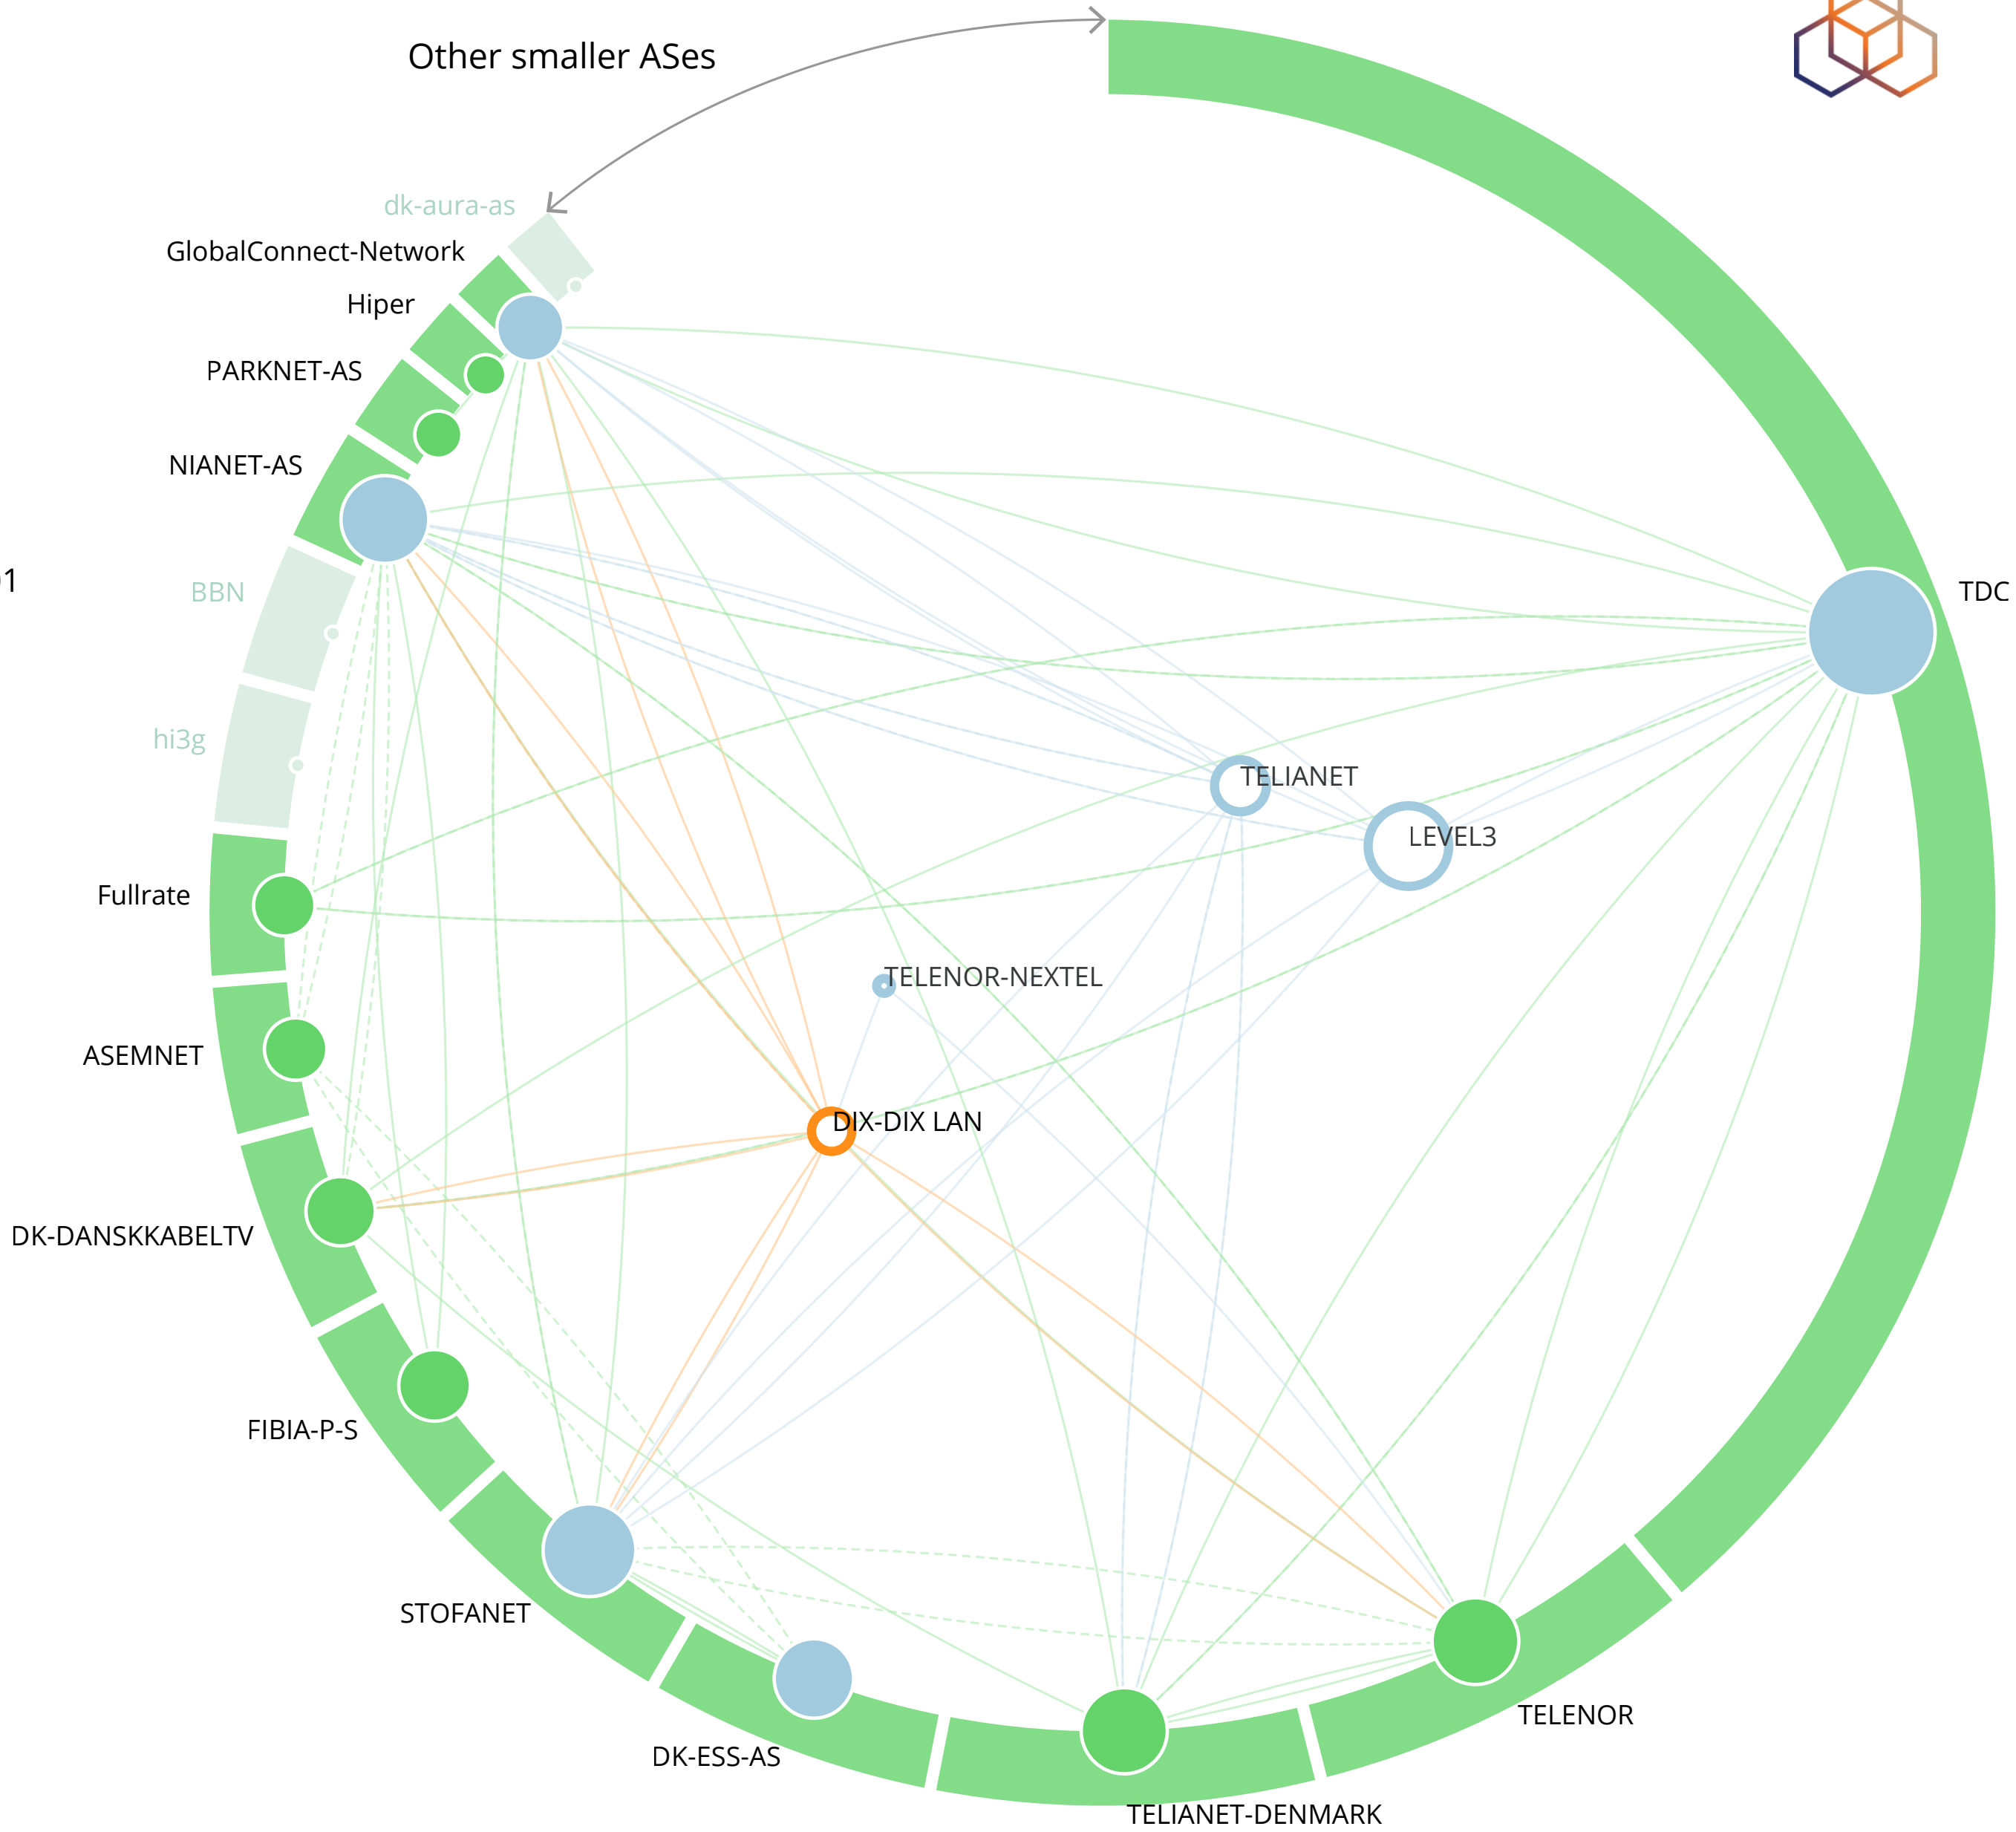 Other smaller ASes
dk-aura-as
GlobalConnect-Network
Hiper
PARKNET-AS
NIANET-AS
BBN
hi3g
Fullrate
ASEMNET
DK-DANSKKABELTV
FIBIA-P-S
STOFANET
DK-ESS-AS
TELIANET-DENMARK
TELENOR
TDC
TELIANET
LEVEL3
TELENOR-NEXTEL
DIX-DIX LAN